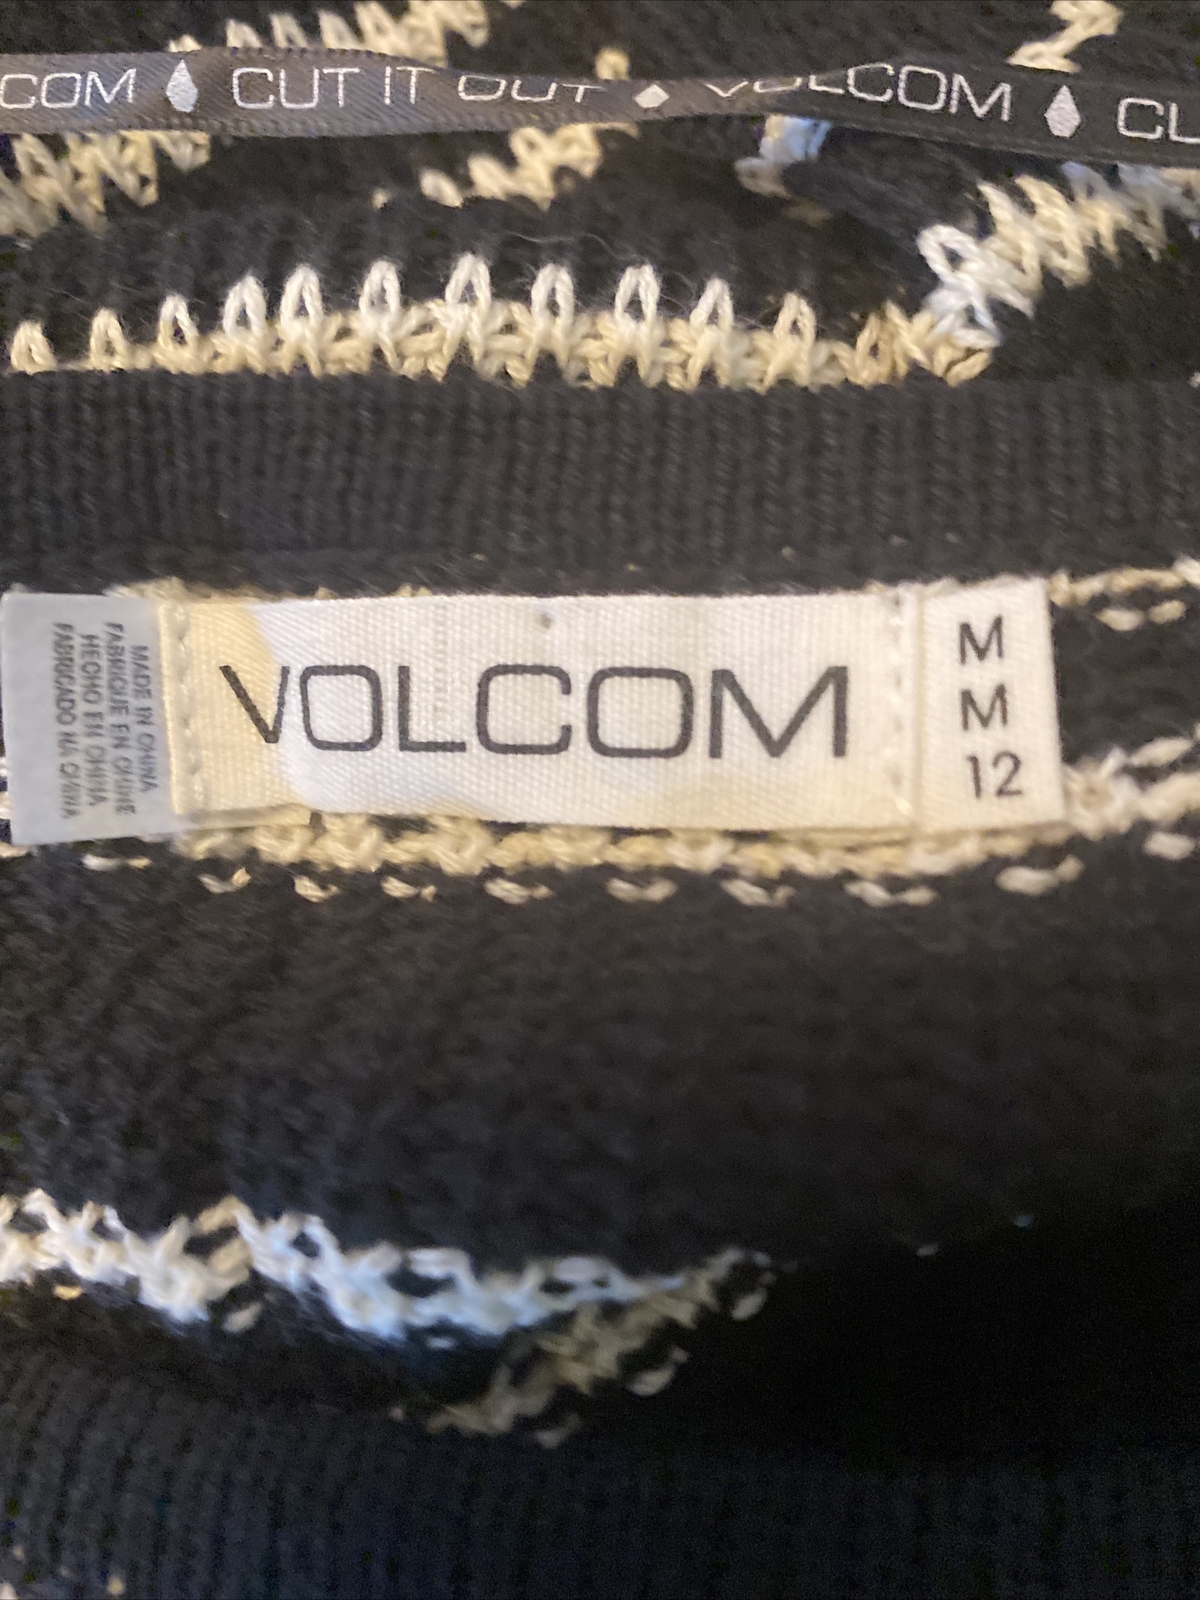 COM CUT IT OUT VOLCOM CU
VOLCOM
M
M
12
MADE IN CHINA
FABRIQUE EN CHINE
HECHO EN CHINA
FABRICADO NA CHINA